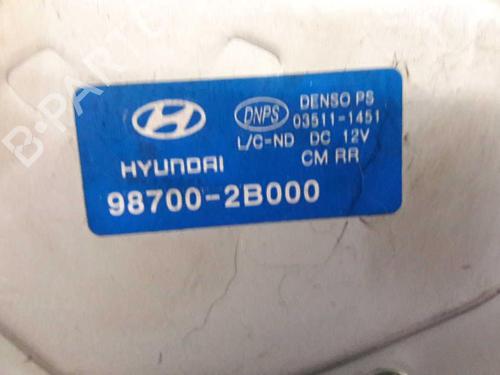 HYUNDAI
98700-2B000
DNPS
DENSO PS
03511-1451
L/C-ND DC 12V
CM RR
B-PARTS